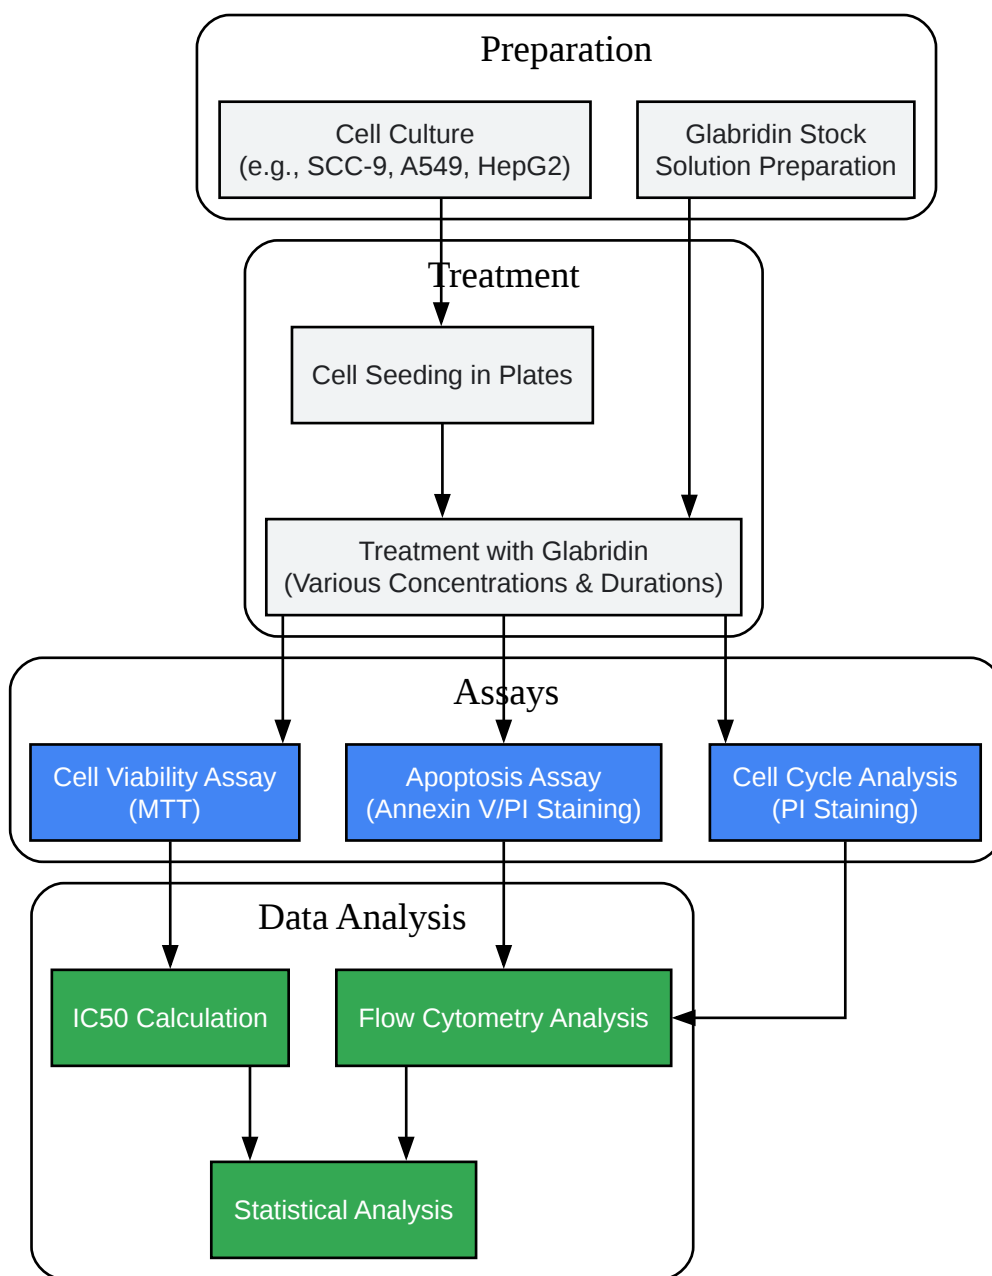 Preparation
Cell Culture
(e.g., SCC-9, A549, HepG2)
Glabridin Stock
Solution Preparation
Treatment
Cell Seeding in Plates
Treatment with Glabridin
(Various Concentrations & Durations)
Assays
Cell Viability Assay
(MTT)
Apoptosis Assay
(Annexin V/PI Staining)
Cell Cycle Analysis
(PI Staining)
Data Analysis
IC50 Calculation
Flow Cytometry Analysis
Statistical Analysis